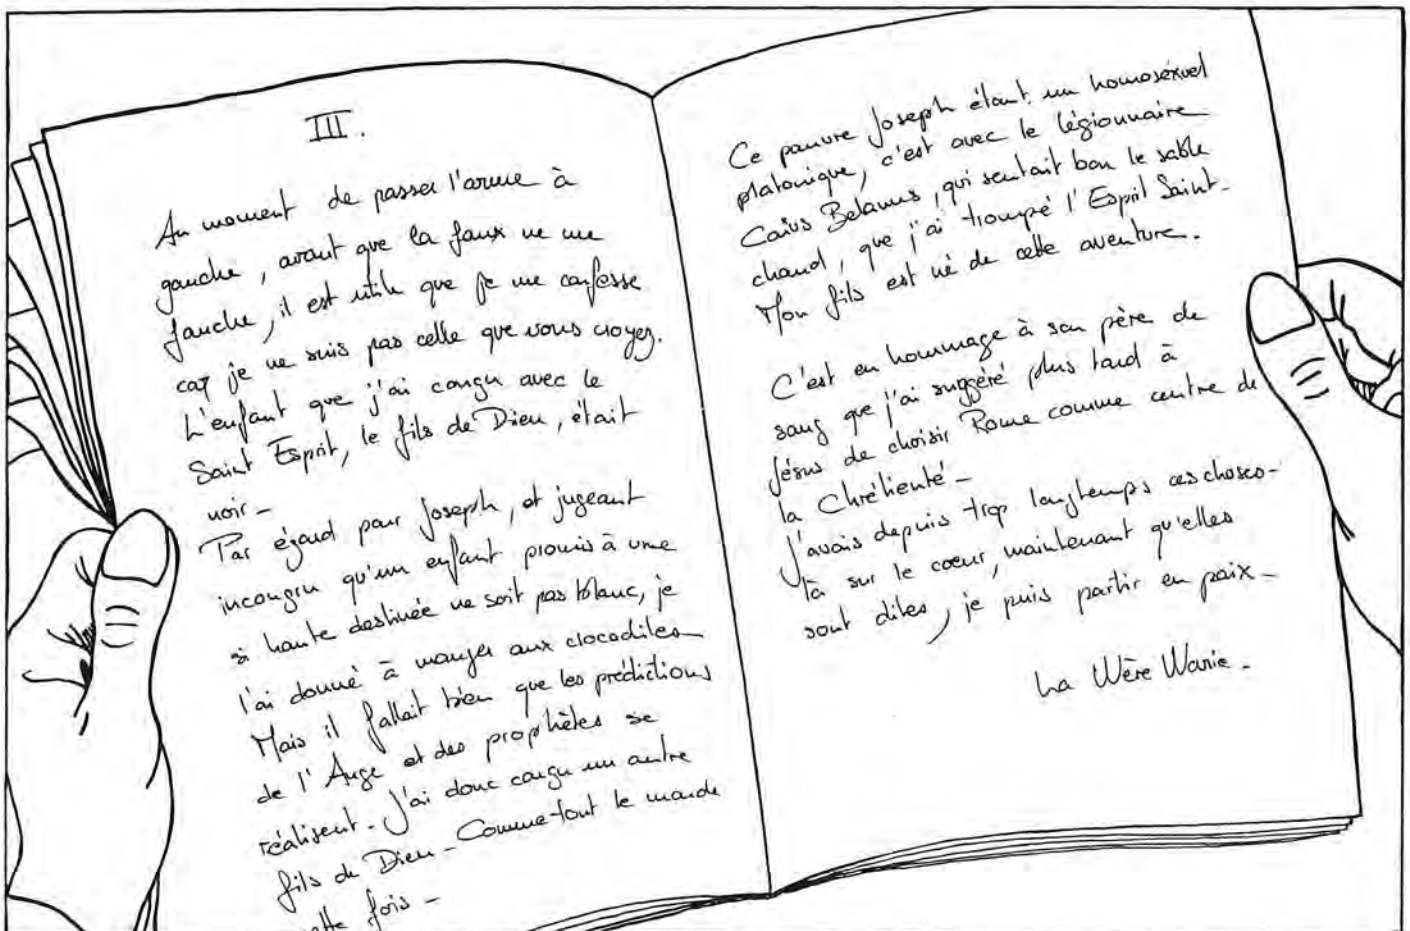 III.
Au moment de passer l'arme à
gauche, avant que la faux ne me
fauche, il est utile que je me confesse
car je ne suis pas celle que vous croyez.
L'enfant que j'ai conçu avec le
Saint Esprit, le fils de Dieu, était
noir -
Par égard pour Joseph, et jugeant
incongru qu'un enfant promis à une
si haute destinée ne soit pas blanc, je
l'ai donné à manger aux crocodiles
Mais il fallait bien que les prédictions
de l'Ange et des prophètes se
réalisent - J'ai donc conçu un autre
fils de Dieu - Comme tout le monde
cette fois -
Ce pauvre Joseph étant un homosexuel
platonique, c'est avec le légionnaire
Caïus Belamus, qui sentait bon le sable
chaud, que j'ai trompé l'Esprit Saint -
Mon fils est né de cette aventure.
C'est en hommage à son père de
sang que j'ai suggéré plus tard à
Jésus de choisir Rome comme centre de
la Chrétienté -
J'avais depuis trop longtemps ces choses-
là sur le coeur, maintenant qu'elles
sont dites, je puis partir en paix -
La Mère Marie -